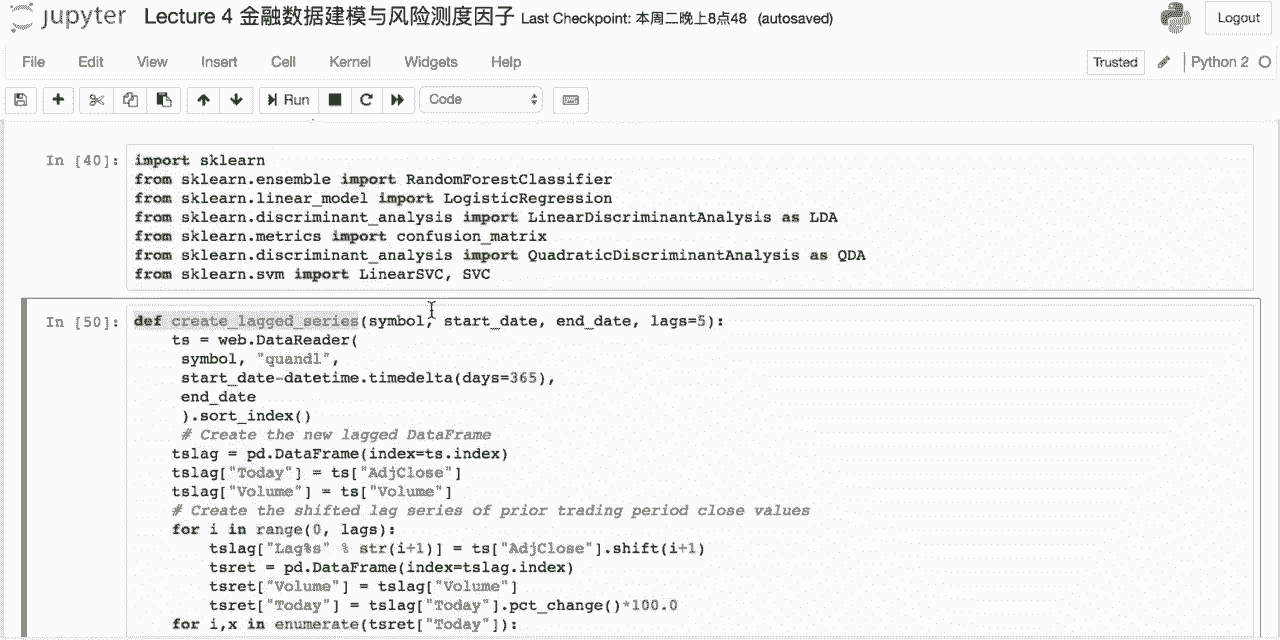 jupyter Lecture 4 金融数据建模与风险测度因子 Last Checkpoint: 本周二晚上8点48 (autosaved)
Logout
File Edit View Insert Cell Kernel Widgets Help
Trusted Python 2
Run Code
In [40]:
import sklearn
from sklearn.ensemble import RandomForestClassifier
from sklearn.linear_model import LogisticRegression
from sklearn.discriminant_analysis import LinearDiscriminantAnalysis as LDA
from sklearn.metrics import confusion_matrix
from sklearn.discriminant_analysis import QuadraticDiscriminantAnalysis as QDA
from sklearn.svm import LinearSVC, SVC
In [50]:
def create_lagged_series(symbol, start_date, end_date, lags=5):
ts = web.DataReader(
symbol, "quandl",
start_date-datetime.timedelta(days=365),
end_date
).sort_index()
# Create the new lagged DataFrame
tslag = pd.DataFrame(index=ts.index)
tslag["Today"] = ts["AdjClose"]
tslag["Volume"] = ts["Volume"]
# Create the shifted lag series of prior trading period close values
for i in range(0, lags):
tslag["Lag%s" % str(i+1)] = ts["AdjClose"].shift(i+1)
tsret = pd.DataFrame(index=tslag.index)
tsret["Volume"] = tslag["Volume"]
tsret["Today"] = tslag["Today"].pct_change()*100.0
for i,x in enumerate(tsret["Today"]):